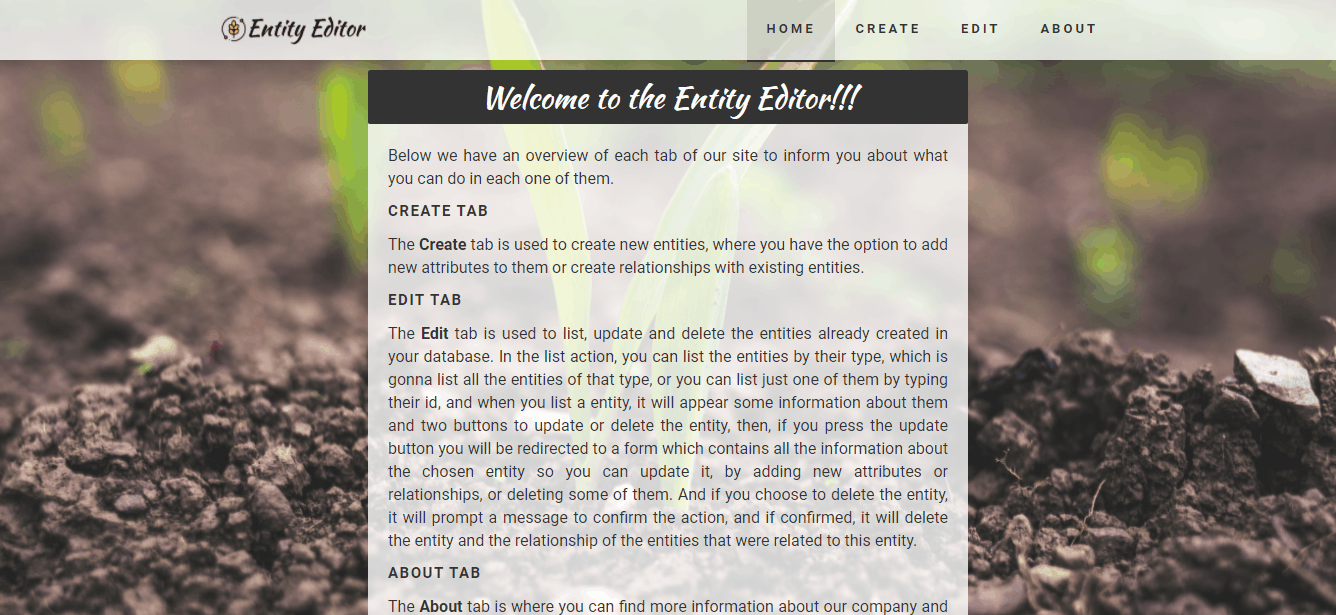 Entity Editor
HOME CREATE EDIT ABOUT
Welcome to the Entity Editor!!!
Below we have an overview of each tab of our site to inform you about what
you can do in each one of them.
CREATE TAB
The Create tab is used to create new entities, where you have the option to add
new attributes to them or create relationships with existing entities.
EDIT TAB
The Edit tab is used to list, update and delete the entities already created in
your database. In the list action, you can list the entities by their type, which is
gonna list all the entities of that type, or you can list just one of them by typing
their id, and when you list a entity, it will appear some information about them
and two buttons to update or delete the entity, then, if you press the update
button you will be redirected to a form which contains all the information about
the chosen entity so you can update it, by adding new attributes or
relationships, or deleting some of them. And if you choose to delete the entity,
it will prompt a message to confirm the action, and if confirmed, it will delete
the entity and the relationship of the entities that were related to this entity.
ABOUT TAB
The About tab is where you can find more information about our company and